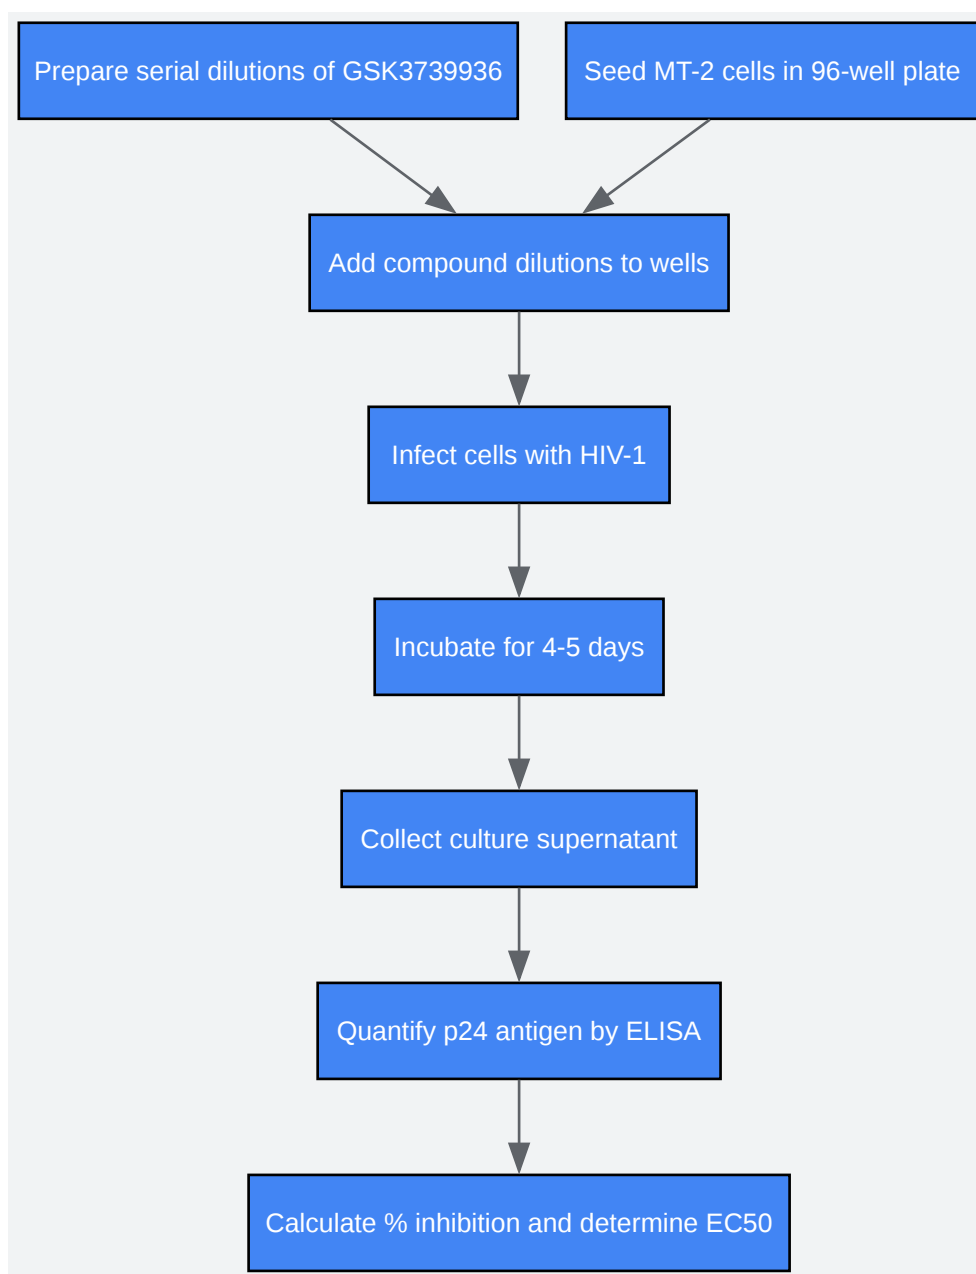 Prepare serial dilutions of GSK3739936
Seed MT-2 cells in 96-well plate
Add compound dilutions to wells
Infect cells with HIV-1
Incubate for 4-5 days
Collect culture supernatant
Quantify p24 antigen by ELISA
Calculate % inhibition and determine EC50